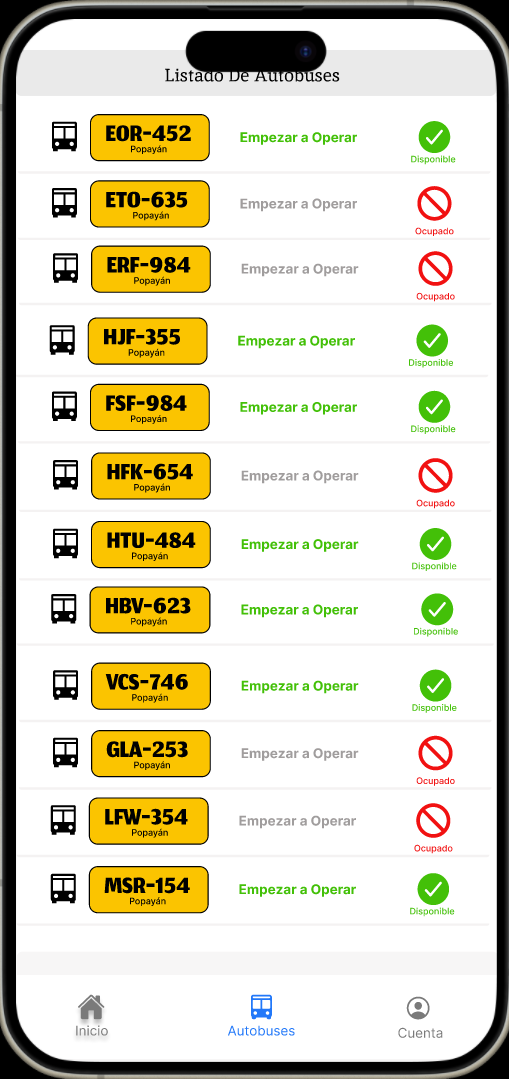 Listado De Autobuses
EOR-452
Popayán
Empezar a Operar
Disponible
ETO-635
Popayán
Empezar a Operar
Ocupado
ERF-984
Popayán
Empezar a Operar
Ocupado
HJF-355
Popayán
Empezar a Operar
Disponible
FSF-984
Popayán
Empezar a Operar
Disponible
HFK-654
Popayán
Empezar a Operar
Ocupado
HTU-484
Popayán
Empezar a Operar
Disponible
HBV-623
Popayán
Empezar a Operar
Disponible
VCS-746
Popayán
Empezar a Operar
Disponible
GLA-253
Popayán
Empezar a Operar
Ocupado
LFW-354
Popayán
Empezar a Operar
Ocupado
MSR-154
Popayán
Empezar a Operar
Disponible
Inicio
Autobuses
Cuenta